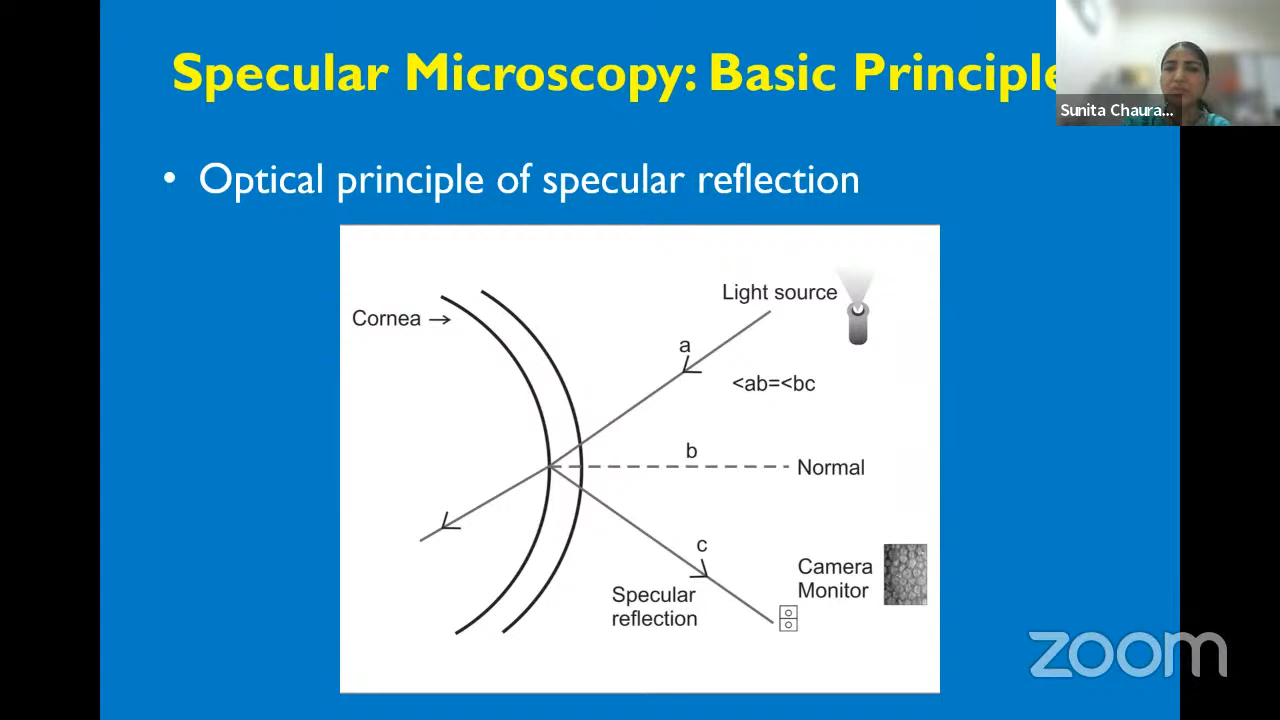 Specular Microscopy: Basic Principle
Sunita Chaura...
• Optical principle of specular reflection
Light source
Cornea →
a
<ab=<bc
b
Normal
c
Camera
Monitor
Specular
reflection
zoom